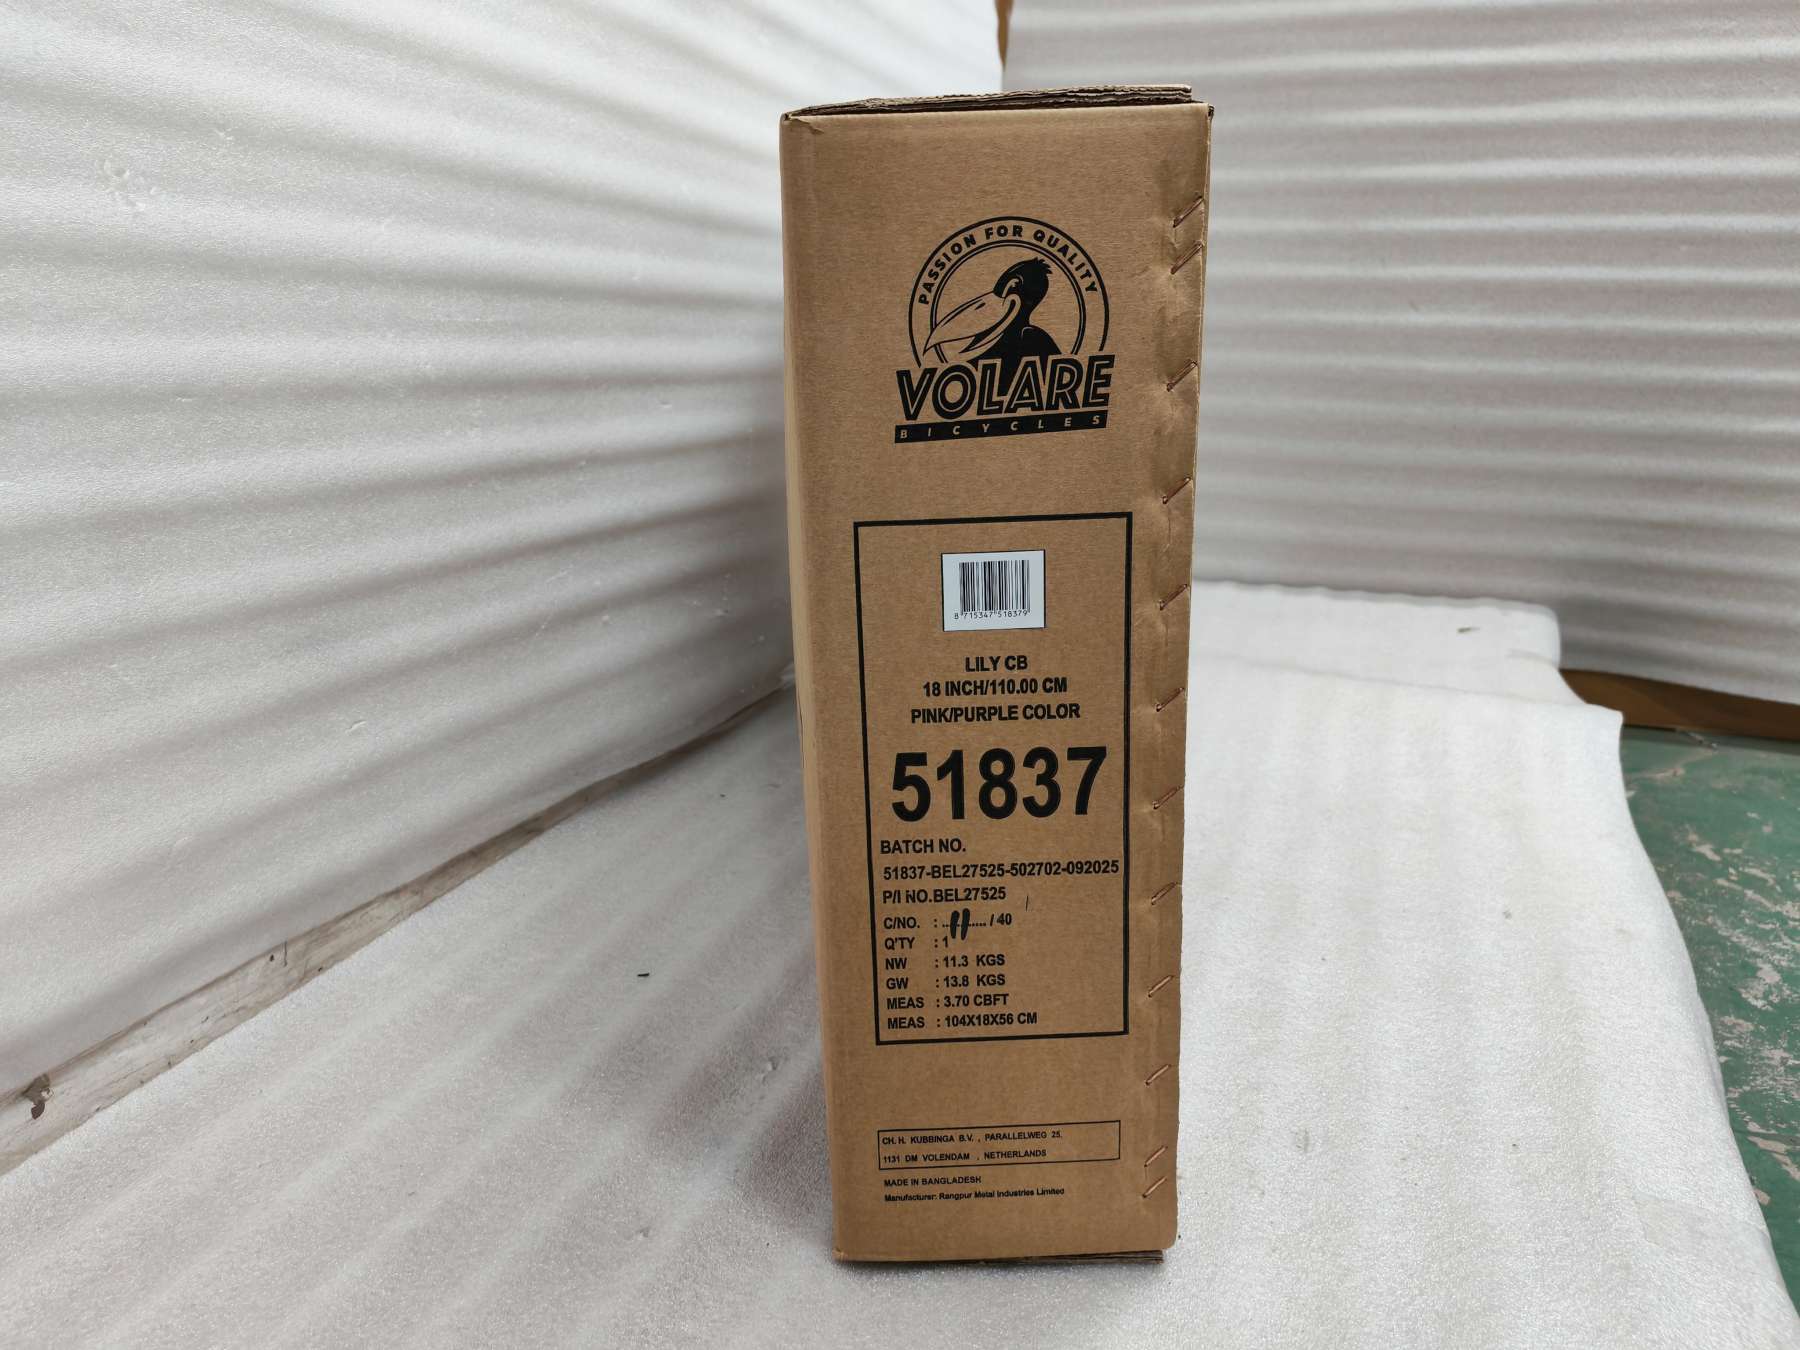 PASSION FOR QUALITY
VOLARE
BICYCLES
8 715347 518379
LILY CB
18 INCH/110.00 CM
PINK/PURPLE COLOR
51837
BATCH NO.
51837-BEL27525-502702-092025
P/I NO.BEL27525
C/NO. : ..11..... / 40
Q'TY : 1
NW : 11.3 KGS
GW : 13.8 KGS
MEAS : 3.70 CBFT
MEAS : 104X18X56 CM
CH. H. KUBBINGA B.V. , PARALLELWEG 25,
1131 DM VOLENDAM , NETHERLANDS
MADE IN BANGLADESH
Manufacturer: Rangpur Metal Industries Limited